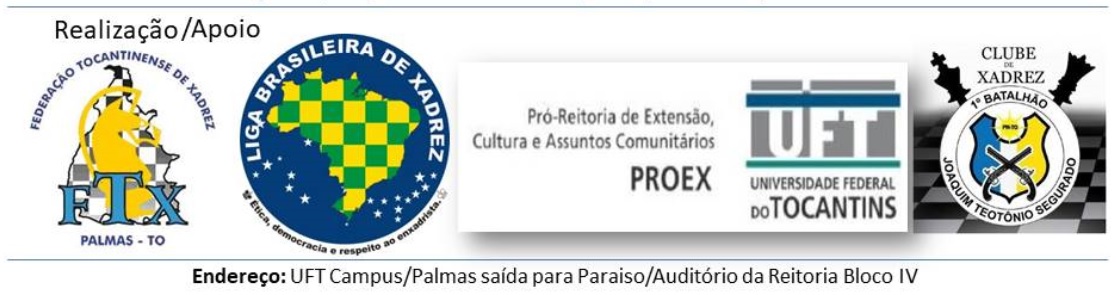 Realização/Apoio
FEDERAÇÃO TOCANTINENSE DE XADREZ
FTX
PALMAS - TO
LIGA BRASILEIRA DE XADREZ
Ética, democracia e respeito ao enxadrista.
Pró-Reitoria de Extensão,
Cultura e Assuntos Comunitários
PROEX
UFT
UNIVERSIDADE FEDERAL
DO TOCANTINS
CLUBE
DE
XADREZ
1º BATALHÃO
PM-TO
JOAQUIM TEOTÔNIO SEGURADO
Endereço: UFT Campus/Palmas saída para Paraiso/Auditório da Reitoria Bloco IV